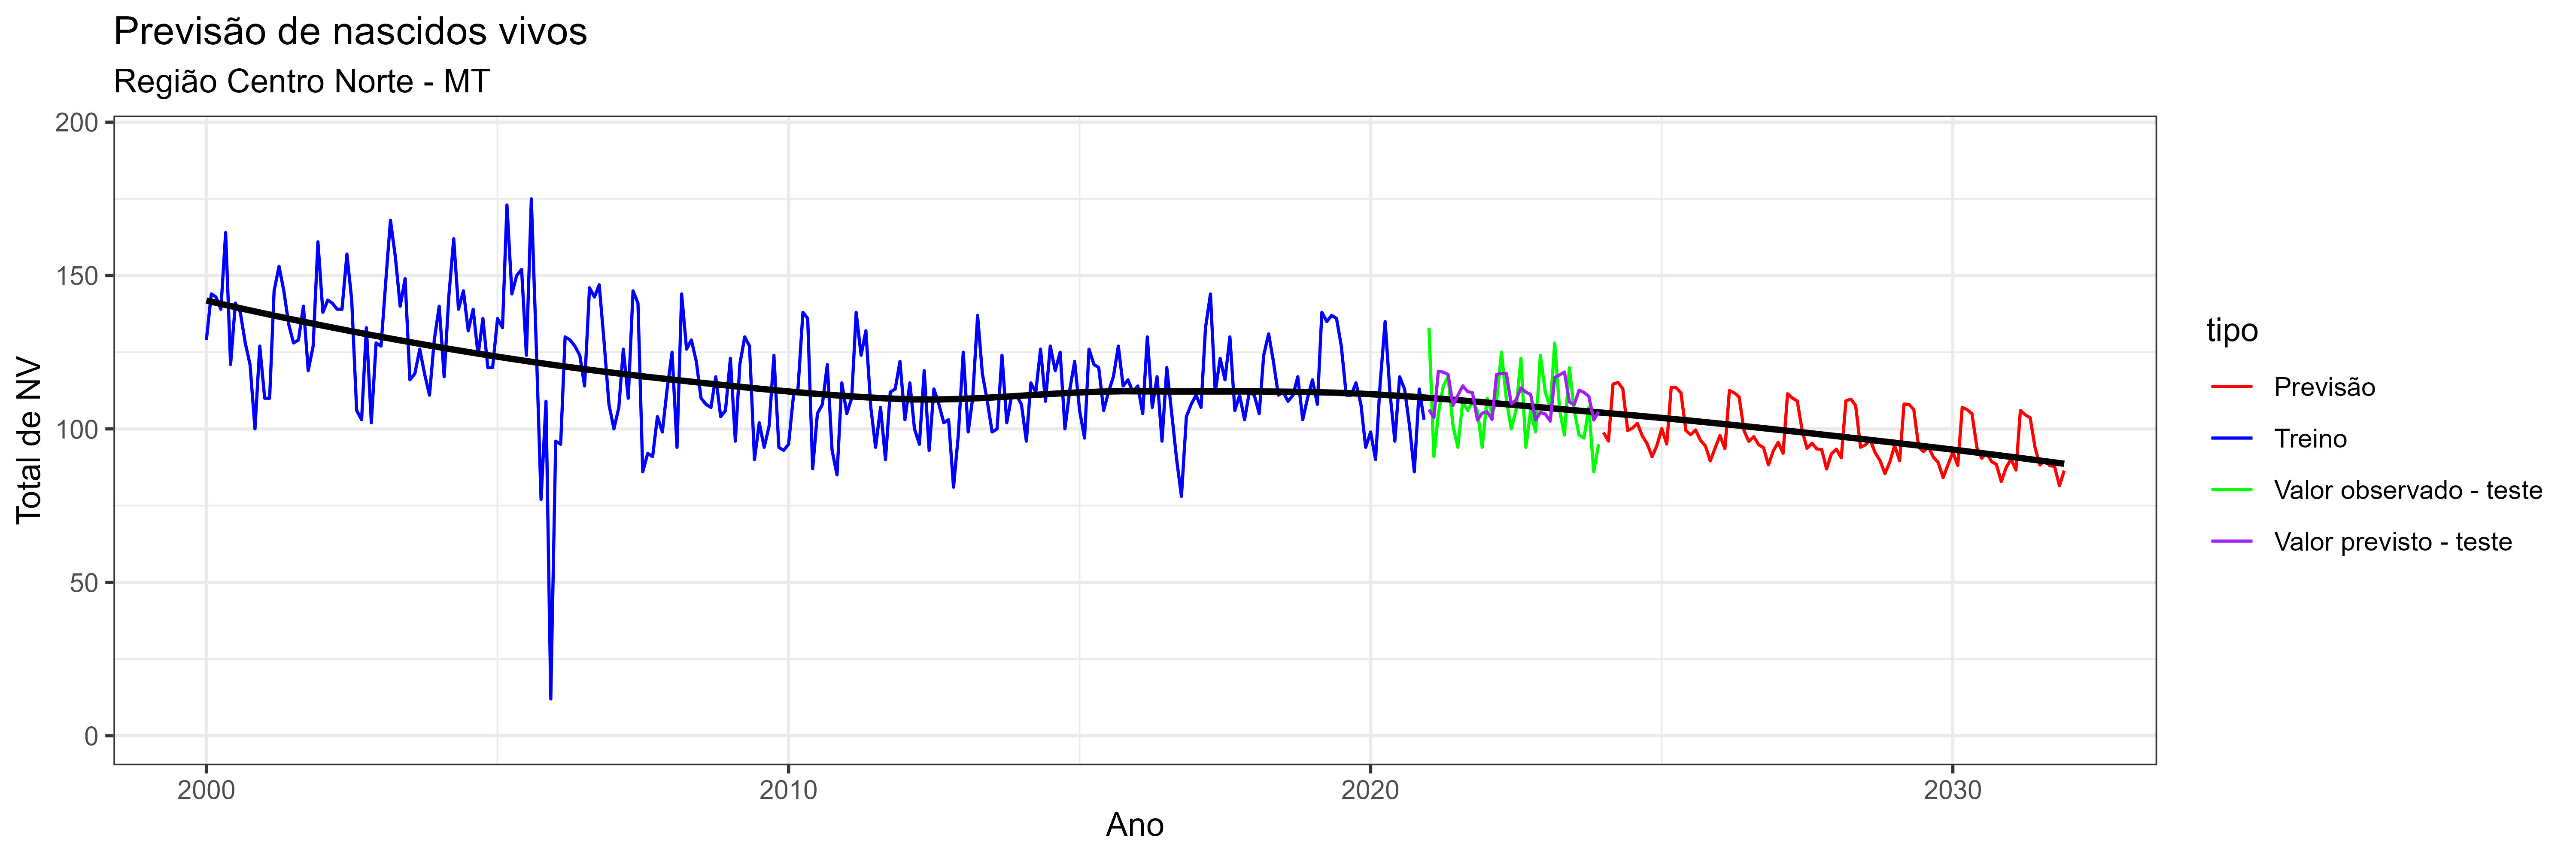 Previsão de nascidos vivos
Região Centro Norte - MT
Total de NV
200
150
100
50
0
2000
2010
2020
2030
Ano
tipo
Previsão
Treino
Valor observado - teste
Valor previsto - teste